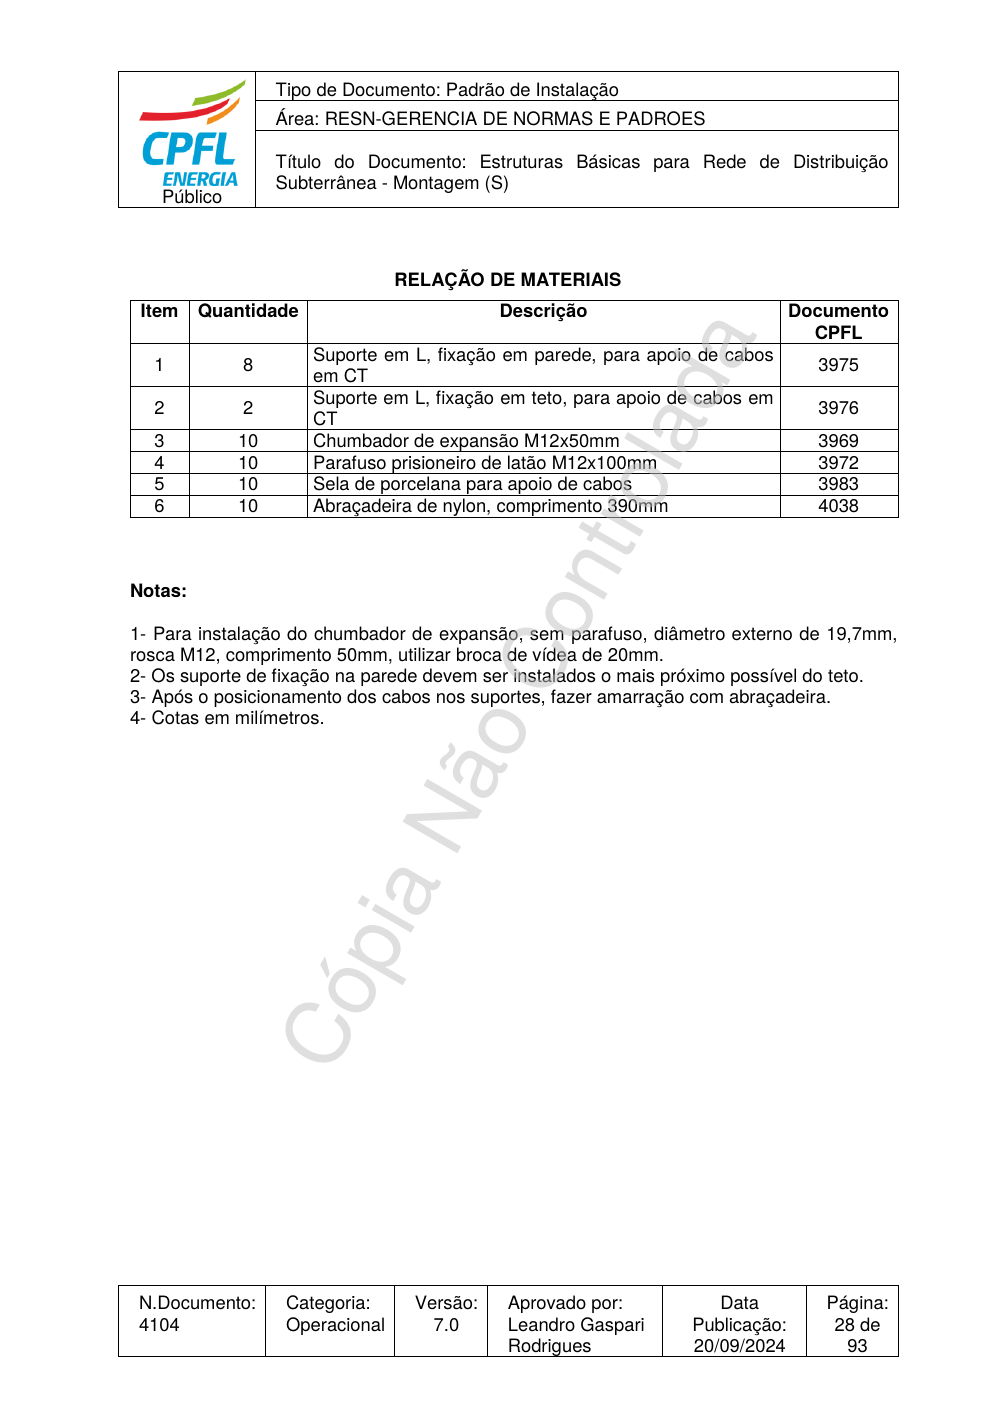 CPFL
ENERGIA
Público
Tipo de Documento: Padrão de Instalação
Área: RESN-GERENCIA DE NORMAS E PADROES
Título do Documento: Estruturas Básicas para Rede de Distribuição
Subterrânea - Montagem (S)
RELAÇÃO DE MATERIAIS
Item Quantidade Descrição Documento
CPFL
1 8 Suporte em L, fixação em parede, para apoio de cabos
em CT 3975
2 2 Suporte em L, fixação em teto, para apoio de cabos em
CT 3976
3 10 Chumbador de expansão M12x50mm 3969
4 10 Parafuso prisioneiro de latão M12x100mm 3972
5 10 Sela de porcelana para apoio de cabos 3983
6 10 Abraçadeira de nylon, comprimento 390mm 4038
Notas:
1- Para instalação do chumbador de expansão, sem parafuso, diâmetro externo de 19,7mm,
rosca M12, comprimento 50mm, utilizar broca de vídea de 20mm.
2- Os suporte de fixação na parede devem ser instalados o mais próximo possível do teto.
3- Após o posicionamento dos cabos nos suportes, fazer amarração com abraçadeira.
4- Cotas em milímetros.
Cópia Não Controlada
N.Documento: Categoria: Versão: Aprovado por: Data Página:
4104 Operacional 7.0 Leandro Gaspari Publicação: 28 de
Rodrigues 20/09/2024 93